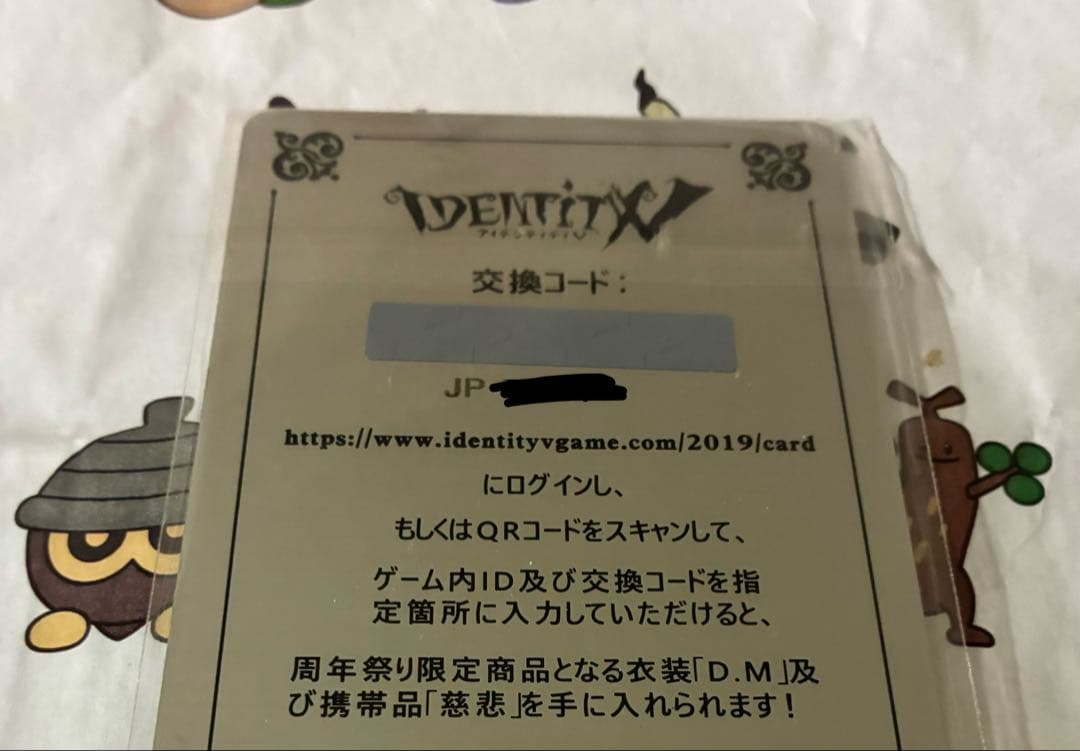 IDENTITY V
アイデンティティV
交換コード：
JP
https://www.identityvgame.com/2019/card
にログインし、
もしくはQRコードをスキャンして、
ゲーム内ID及び交換コードを指
定箇所に入力していただけると、
周年祭り限定商品となる衣装「D.M」及
び携帯品「慈悲」を手に入れられます！